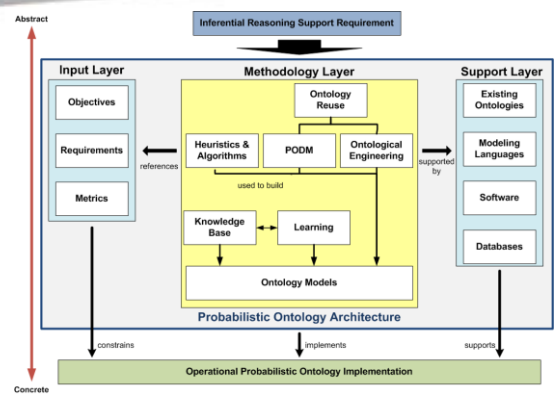 Abstract
Inferential Reasoning Support Requirement
Input Layer
Methodology Layer
Support Layer
Objectives
Requirements
Metrics
Ontology
Reuse
Heuristics &
Algorithms
PODM
Ontological
Engineering
references
used to build
supported
by
Knowledge
Base
Learning
Ontology Models
Existing
Ontologies
Modeling
Languages
Software
Databases
Probabilistic Ontology Architecture
constrains
implements
supports
Operational Probabilistic Ontology Implementation
Concrete